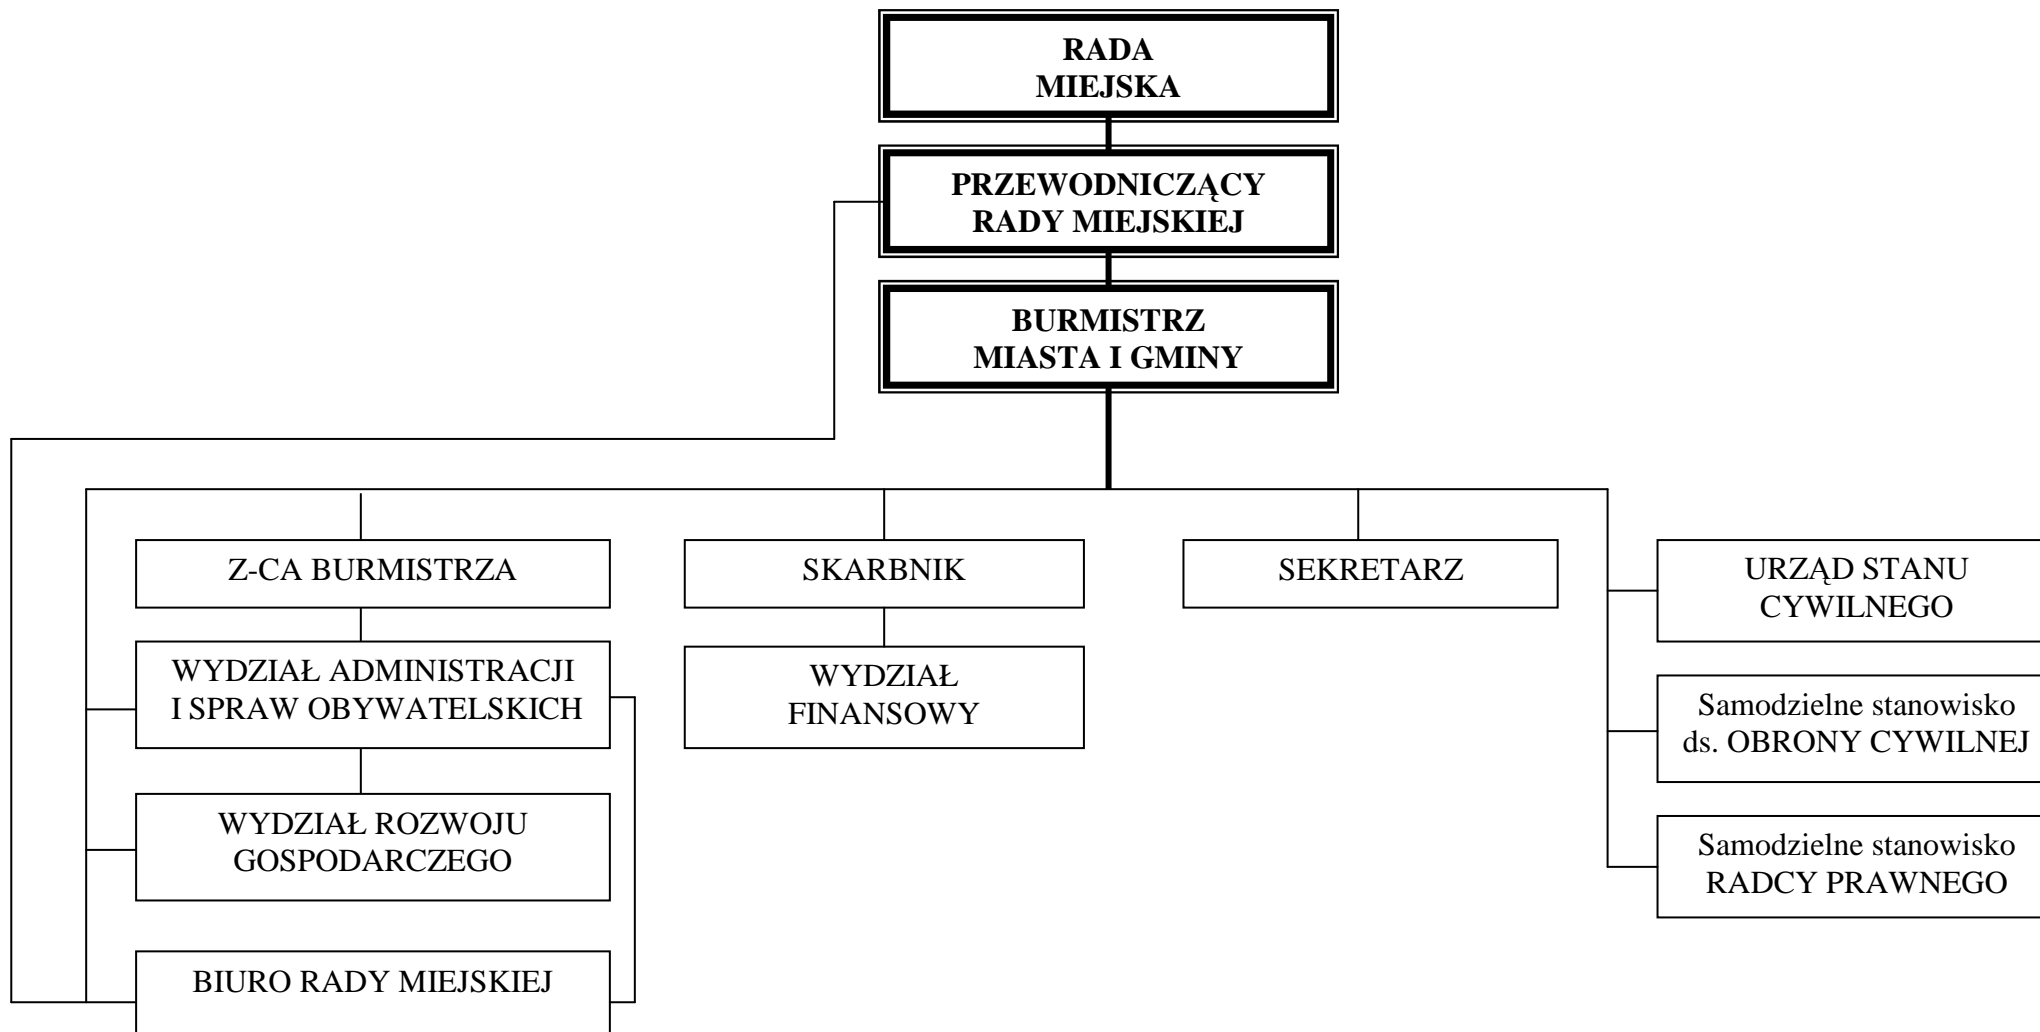 RADA
MIEJSKA
PRZEWODNICZĄCY
RADY MIEJSKIEJ
BURMISTRZ
MIASTA I GMINY
Z-CA BURMISTRZA
SKARBNIK
SEKRETARZ
URZĄD STANU
CYWILNEGO
WYDZIAŁ ADMINISTRACJI
I SPRAW OBYWATELSKICH
WYDZIAŁ
FINANSOWY
Samodzielne stanowisko
ds. OBRONY CYWILNEJ
WYDZIAŁ ROZWOJU
GOSPODARCZEGO
Samodzielne stanowisko
RADCY PRAWNEGO
BIURO RADY MIEJSKIEJ